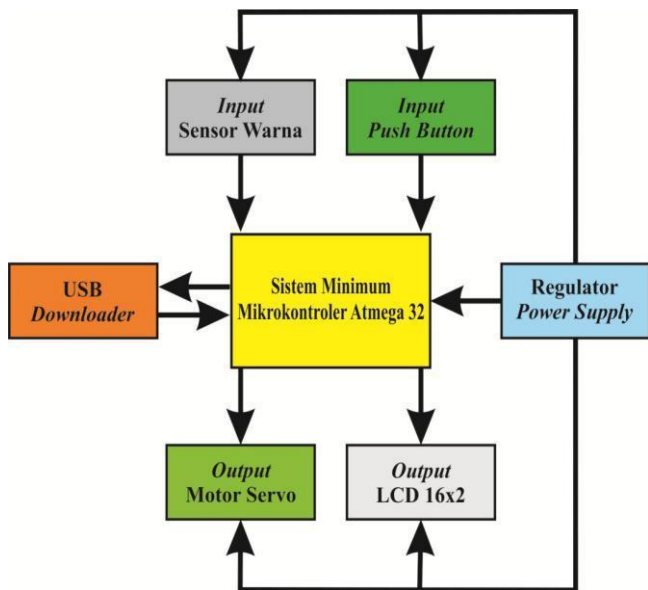 Input
Sensor Warna
Input
Push Button
Sistem Minimum
Mikrokontroler Atmega 32
USB
Downloader
Regulator
Power Supply
Output
Motor Servo
Output
LCD 16x2